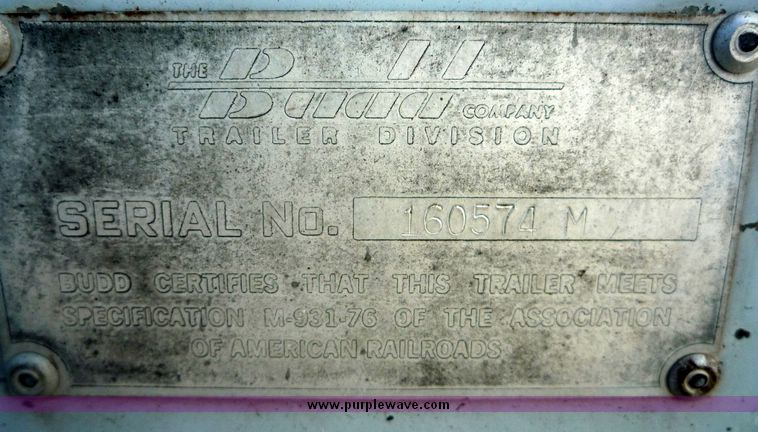 THE Budd COMPANY
TRAILER DIVISION
SERIAL No. 160574 M
BUDD CERTIFIES THAT THIS TRAILER MEETS
SPECIFICATION M-931-76 OF THE ASSOCIATION
OF AMERICAN RAILROADS
www.purplewave.com